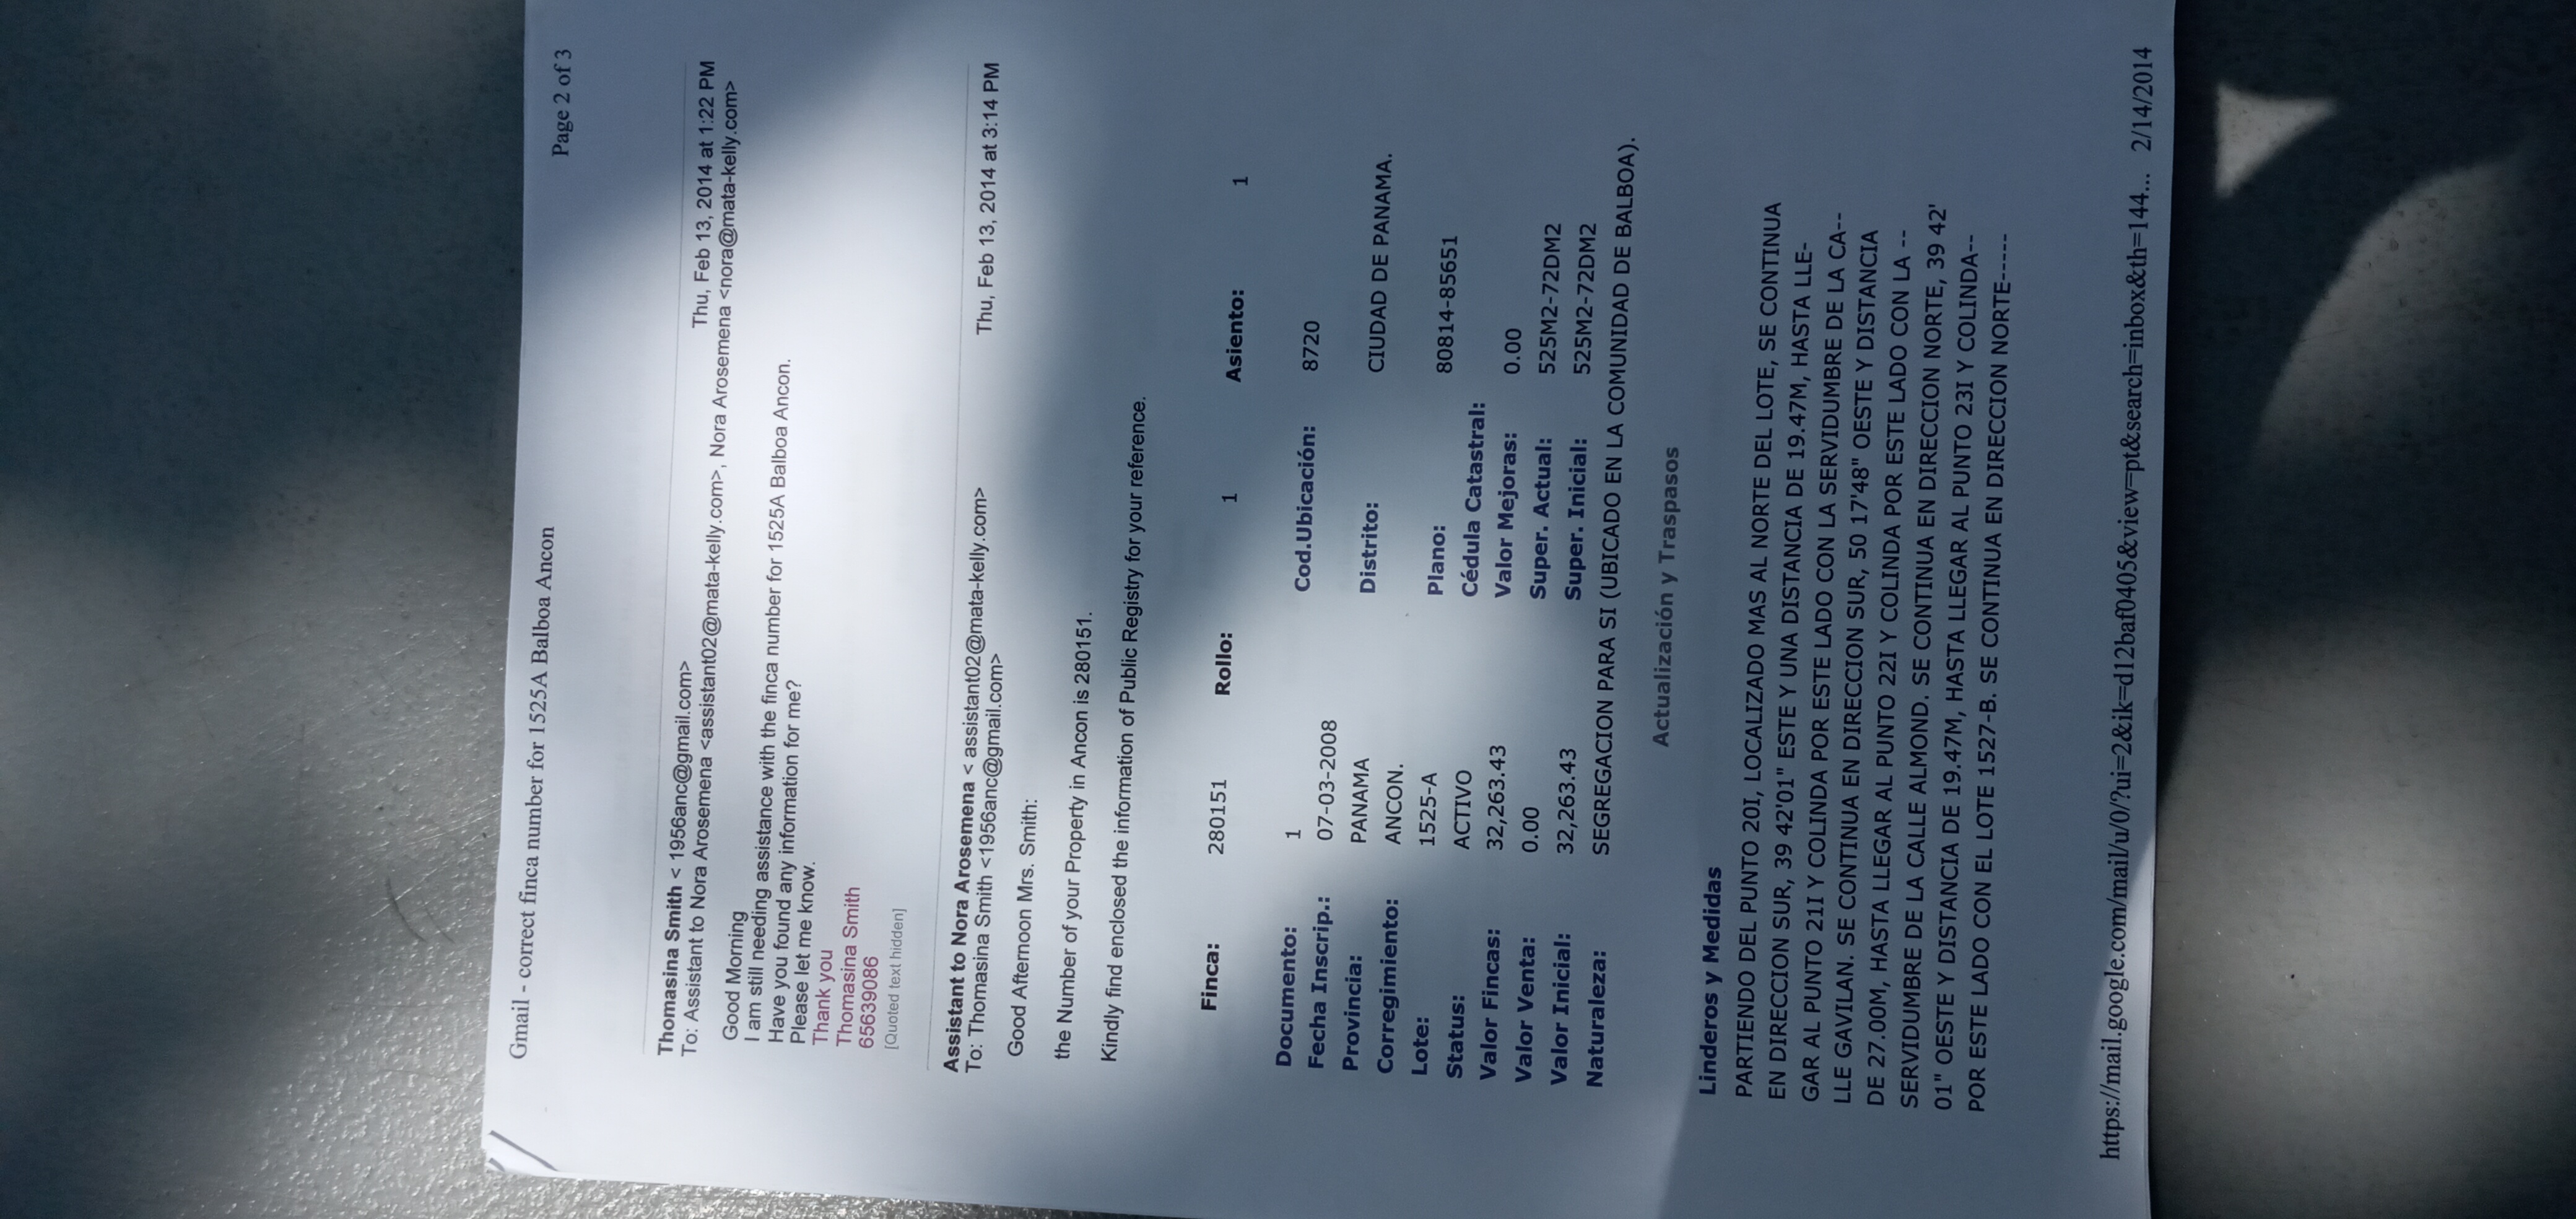 Gmail - correct finca number for 1525A Balboa Ancon Page 2 of 3
Thomasina Smith < 1956anc@gmail.com> Thu, Feb 13, 2014 at 1:22 PM
To: Assistant to Nora Arosemena <assistant02@mata-kelly.com>, Nora Arosemena <nora@mata-kelly.com>
Good Morning
I am still needing assistance with the finca number for 1525A Balboa Ancon.
Have you found any information for me?
Please let me know.
Thank you
Thomasina Smith
65639086
[Quoted text hidden]
Assistant to Nora Arosemena < assistant02@mata-kelly.com> Thu, Feb 13, 2014 at 3:14 PM
To: Thomasina Smith <1956anc@gmail.com>
Good Afternoon Mrs. Smith:
the Number of your Property in Ancon is 280151.
Kindly find enclosed the information of Public Registry for your reference.
Finca: 280151 Rollo: 1 Asiento: 1
Documento: 1 Cod.Ubicación: 8720
Fecha Inscrip.: 07-03-2008
Provincia: PANAMA Distrito: CIUDAD DE PANAMA.
Corregimiento: ANCON.
Lote: 1525-A Plano: 80814-85651
Status: ACTIVO Cédula Catastral:
Valor Fincas: 32,263.43 Valor Mejoras: 0.00
Valor Venta: 0.00 Super. Actual: 525M2-72DM2
Valor Inicial: 32,263.43 Super. Inicial: 525M2-72DM2
Naturaleza: SEGREGACION PARA SI (UBICADO EN LA COMUNIDAD DE BALBOA).
Actualización y Traspasos
Linderos y Medidas
PARTIENDO DEL PUNTO 20I, LOCALIZADO MAS AL NORTE DEL LOTE, SE CONTINUA
EN DIRECCION SUR, 39 42'01" ESTE Y UNA DISTANCIA DE 19.47M, HASTA LLE-
GAR AL PUNTO 21I Y COLINDA POR ESTE LADO CON LA SERVIDUMBRE DE LA CA--
LLE GAVILAN. SE CONTINUA EN DIRECCION SUR, 50 17'48" OESTE Y DISTANCIA
DE 27.00M, HASTA LLEGAR AL PUNTO 22I Y COLINDA POR ESTE LADO CON LA --
SERVIDUMBRE DE LA CALLE ALMOND. SE CONTINUA EN DIRECCION NORTE, 39 42'
01" OESTE Y DISTANCIA DE 19.47M, HASTA LLEGAR AL PUNTO 23I Y COLINDA--
POR ESTE LADO CON EL LOTE 1527-B. SE CONTINUA EN DIRECCION NORTE-----
https://mail.google.com/mail/u/0/?ui=2&ik=d12baf0405&view=pt&search=inbox&th=144... 2/14/2014